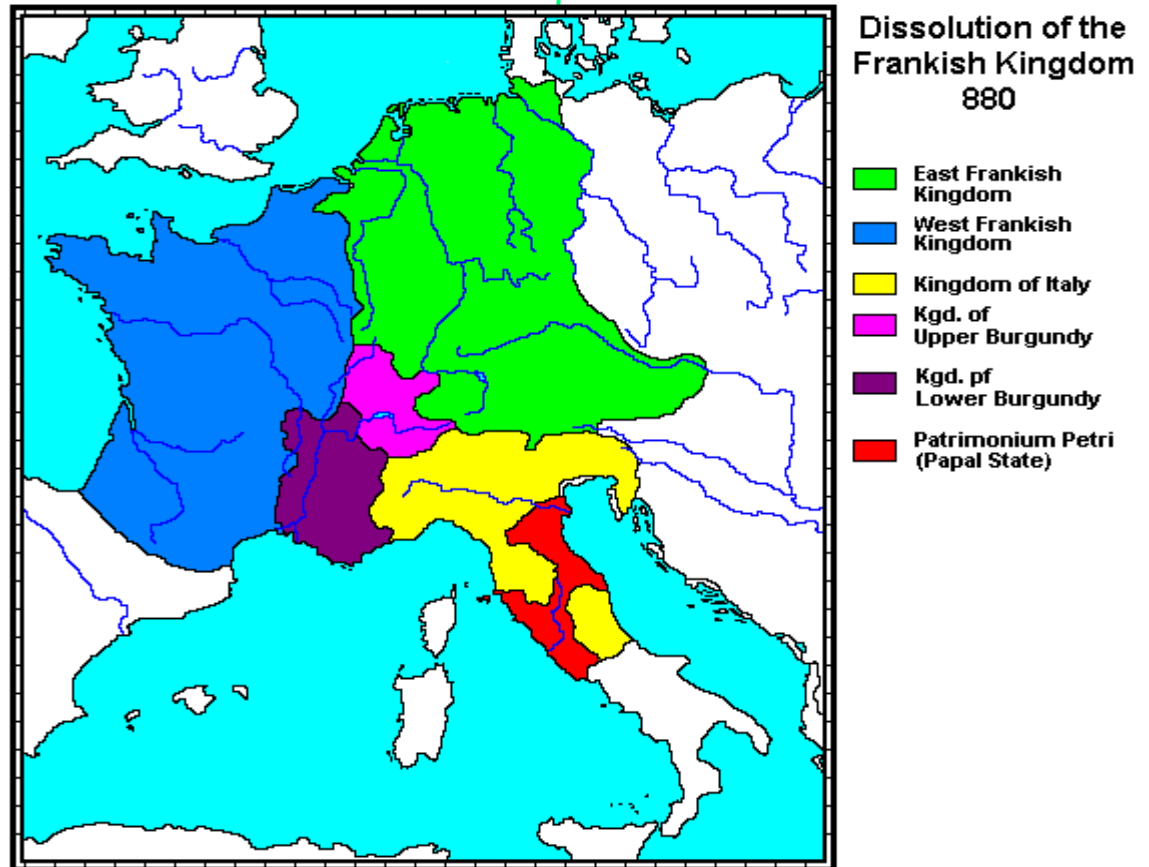 Dissolution of the
Frankish Kingdom
880
East Frankish
Kingdom
West Frankish
Kingdom
Kingdom of Italy
Kgd. of
Upper Burgundy
Kgd. pf
Lower Burgundy
Patrimonium Petri
(Papal State)